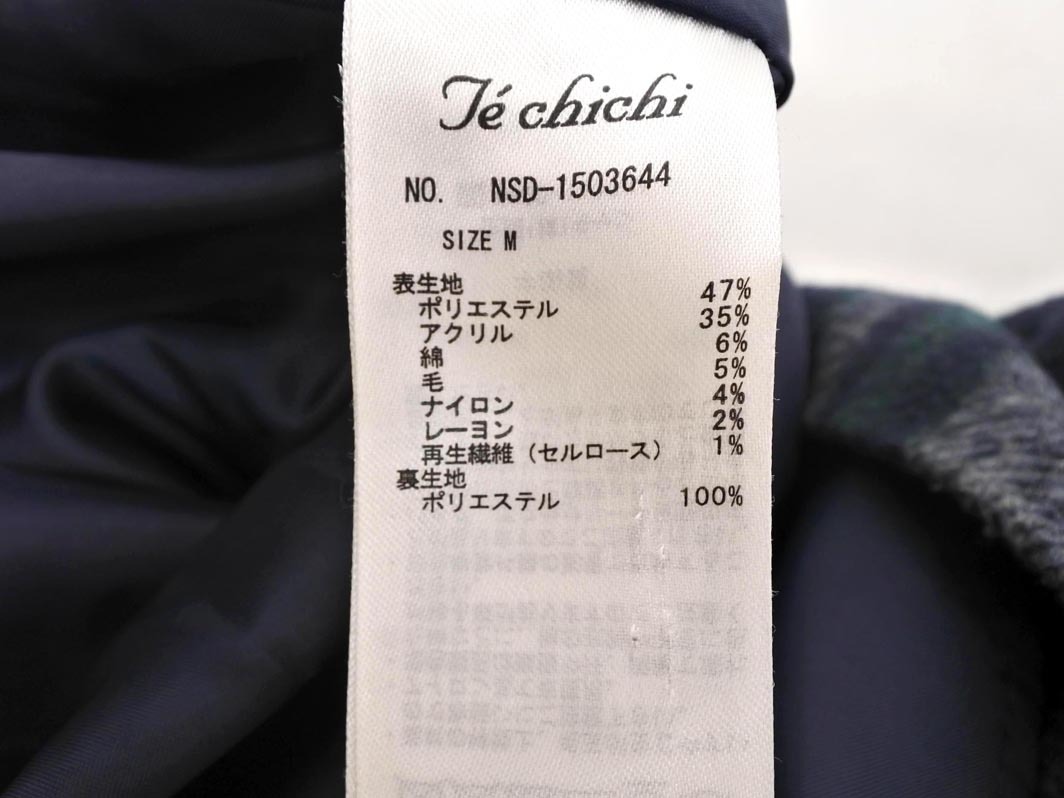 Té chichi
NO. NSD-1503644
SIZE M
表生地
ポリエステル 47%
アクリル 35%
綿 6%
毛 5%
ナイロン 4%
レーヨン 2%
再生繊維（セルロース） 1%
裏生地
ポリエステル 100%